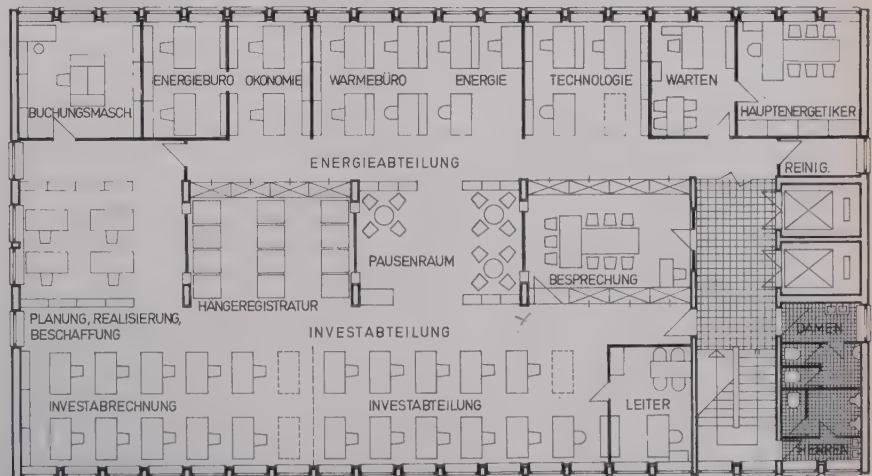 ENERGIEBÜRO
ÖKONOMIE
WÄRMEBÜRO
ENERGIE
TECHNOLOGIE
WARTEN
BUCHUNGSMASCH.
HAUPTENERGETIKER
ENERGIEABTEILUNG
REINIG.
PAUSENRAUM
BESPRECHUNG
HÄNGEREGISTRATUR
PLANUNG, REALISIERUNG,
BESCHAFFUNG
INVESTABTEILUNG
DAMEN
INVESTABRECHNUNG
INVESTABTEILUNG
LEITER
HERREN